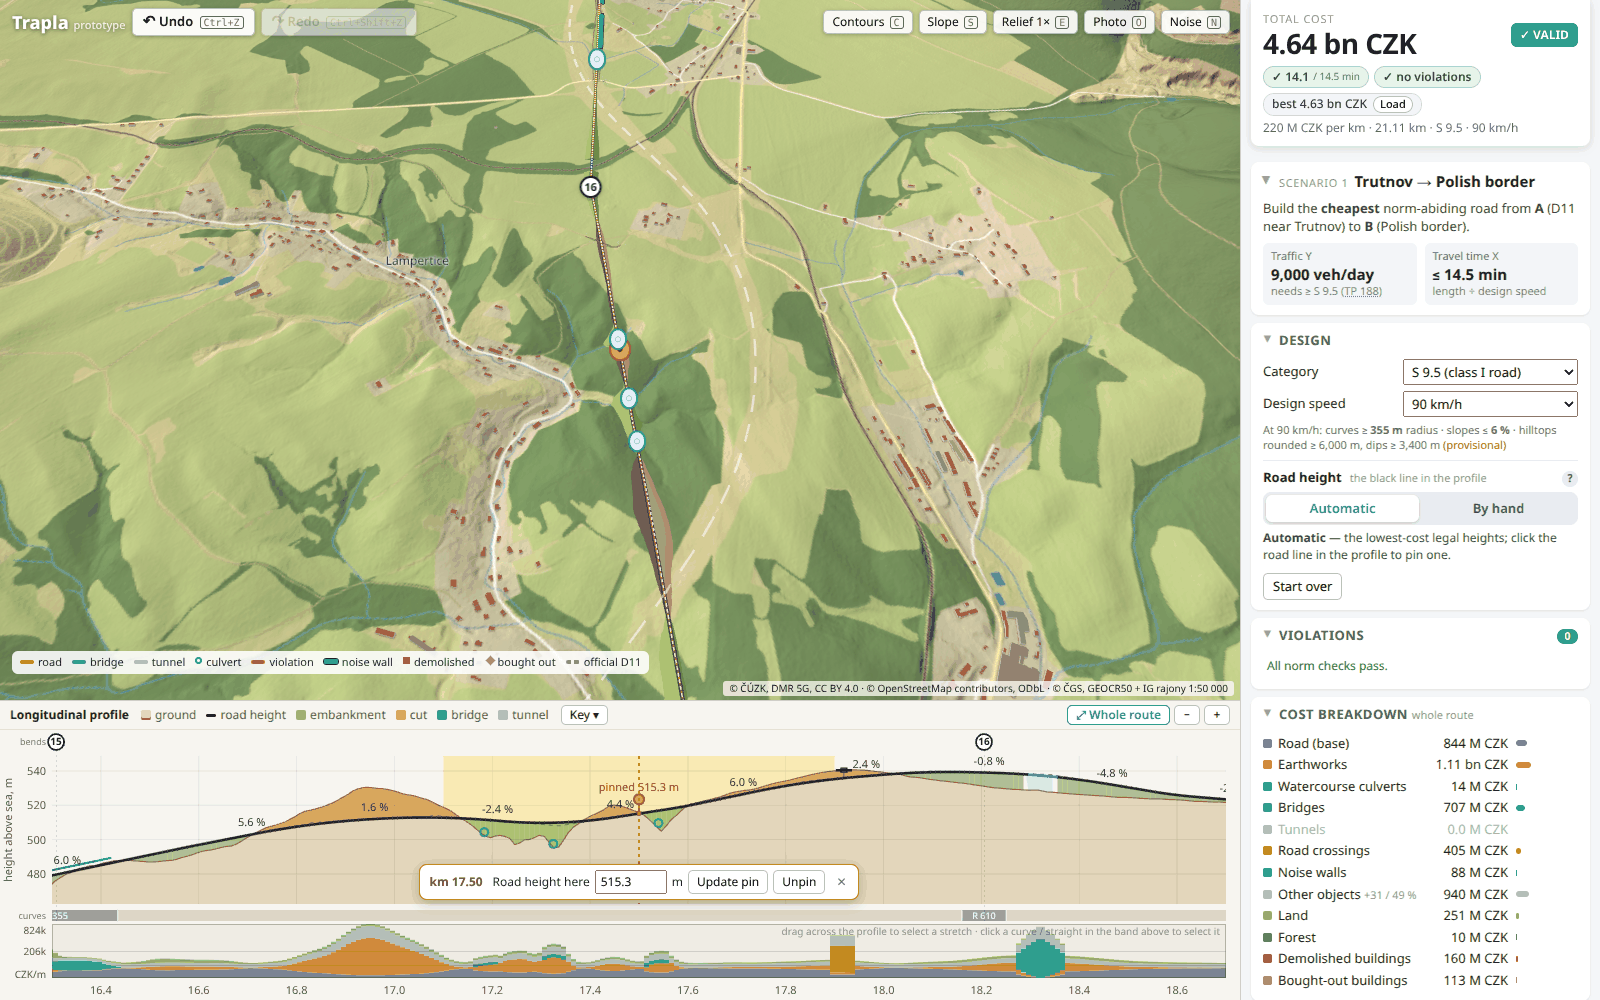 Trapla prototype
↶ Undo Ctrl+Z
↷ Redo Ctrl+Shift+Z
Contours C
Slope S
Relief 1× E
Photo O
Noise N
16
Lampertice
road bridge tunnel culvert violation noise wall demolished bought out official D11
© ČÚZK, DMR 5G, CC BY 4.0 · © OpenStreetMap contributors, ODbL · © ČGS, GEOCR50 + IG rajony 1:50 000
Longitudinal profile ground road height embankment cut bridge tunnel Key ▾
⤢ Whole route − +
bends 15 16
height above sea, m
540
520
500
480
6.0 %
5.6 %
1.6 %
-2.4 %
4.4 %
pinned 515.3 m
6.0 %
2.4 %
-0.8 %
-4.8 %
km 17.50 Road height here 515.3 m Update pin Unpin ×
curves 355 R 610
drag across the profile to select a stretch · click a curve / straight in the band above to select it
824k
206k
CZK/m
16.4 16.6 16.8 17.0 17.2 17.4 17.6 17.8 18.0 18.2 18.4 18.6
TOTAL COST
4.64 bn CZK
✓ VALID
✓ 14.1 / 14.5 min
✓ no violations
best 4.63 bn CZK Load
220 M CZK per km · 21.11 km · S 9.5 · 90 km/h
SCENARIO 1 Trutnov → Polish border
Build the cheapest norm-abiding road from A (D11
near Trutnov) to B (Polish border).
Traffic Y
9,000 veh/day
needs ≥ S 9.5 (TP 188)
Travel time X
≤ 14.5 min
length ÷ design speed
DESIGN
Category S 9.5 (class I road)
Design speed 90 km/h
At 90 km/h: curves ≥ 355 m radius · slopes ≤ 6 % · hilltops
rounded ≥ 6,000 m, dips ≥ 3,400 m (provisional)
Road height the black line in the profile ?
Automatic By hand
Automatic — the lowest-cost legal heights; click the
road line in the profile to pin one.
Start over
VIOLATIONS 0
All norm checks pass.
COST BREAKDOWN whole route
Road (base) 844 M CZK
Earthworks 1.11 bn CZK
Watercourse culverts 14 M CZK
Bridges 707 M CZK
Tunnels 0.0 M CZK
Road crossings 405 M CZK
Noise walls 88 M CZK
Other objects +31 / 49 % 940 M CZK
Land 251 M CZK
Forest 10 M CZK
Demolished buildings 160 M CZK
Bought-out buildings 113 M CZK